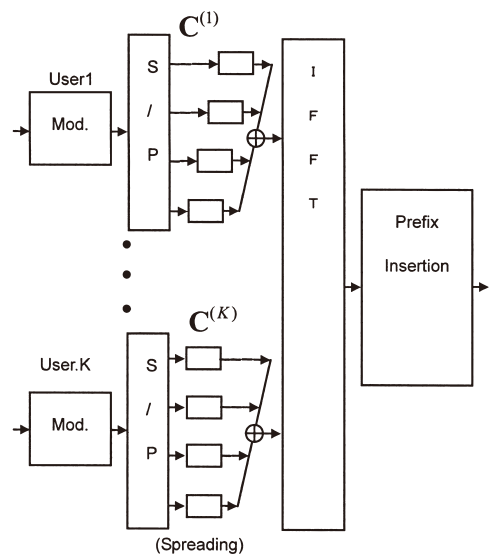 C(1)
User1
Mod.
S
/
P
I
F
F
T
Prefix
Insertion
C(K)
User.K
Mod.
S
/
P
(Spreading)